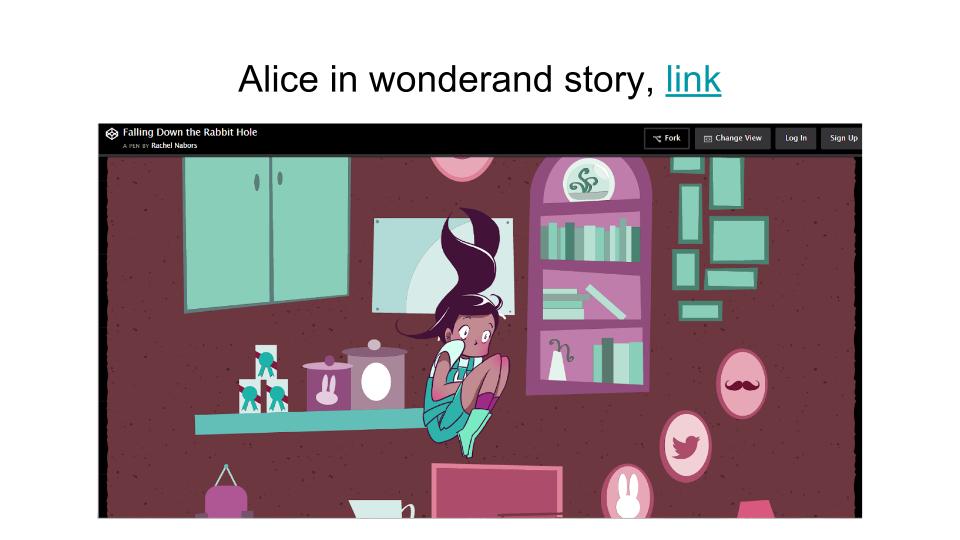 Alice in wonderand story, link
Falling Down the Rabbit Hole
A PEN BY Rachel Nabors
Fork
Change View
Log In
Sign Up